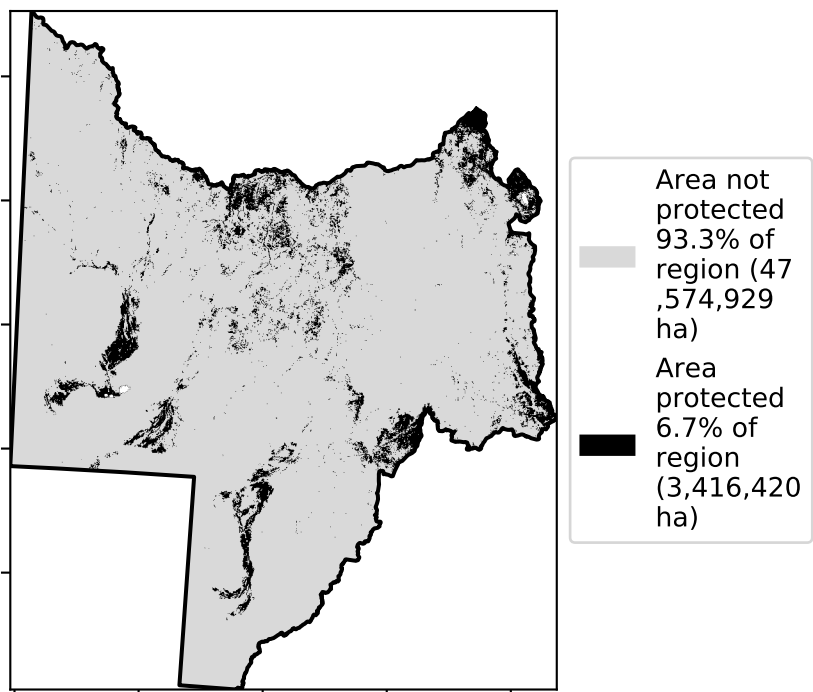 Area not
protected
93.3% of
region (47
,574,929
ha)
Area
protected
6.7% of
region
(3,416,420
ha)